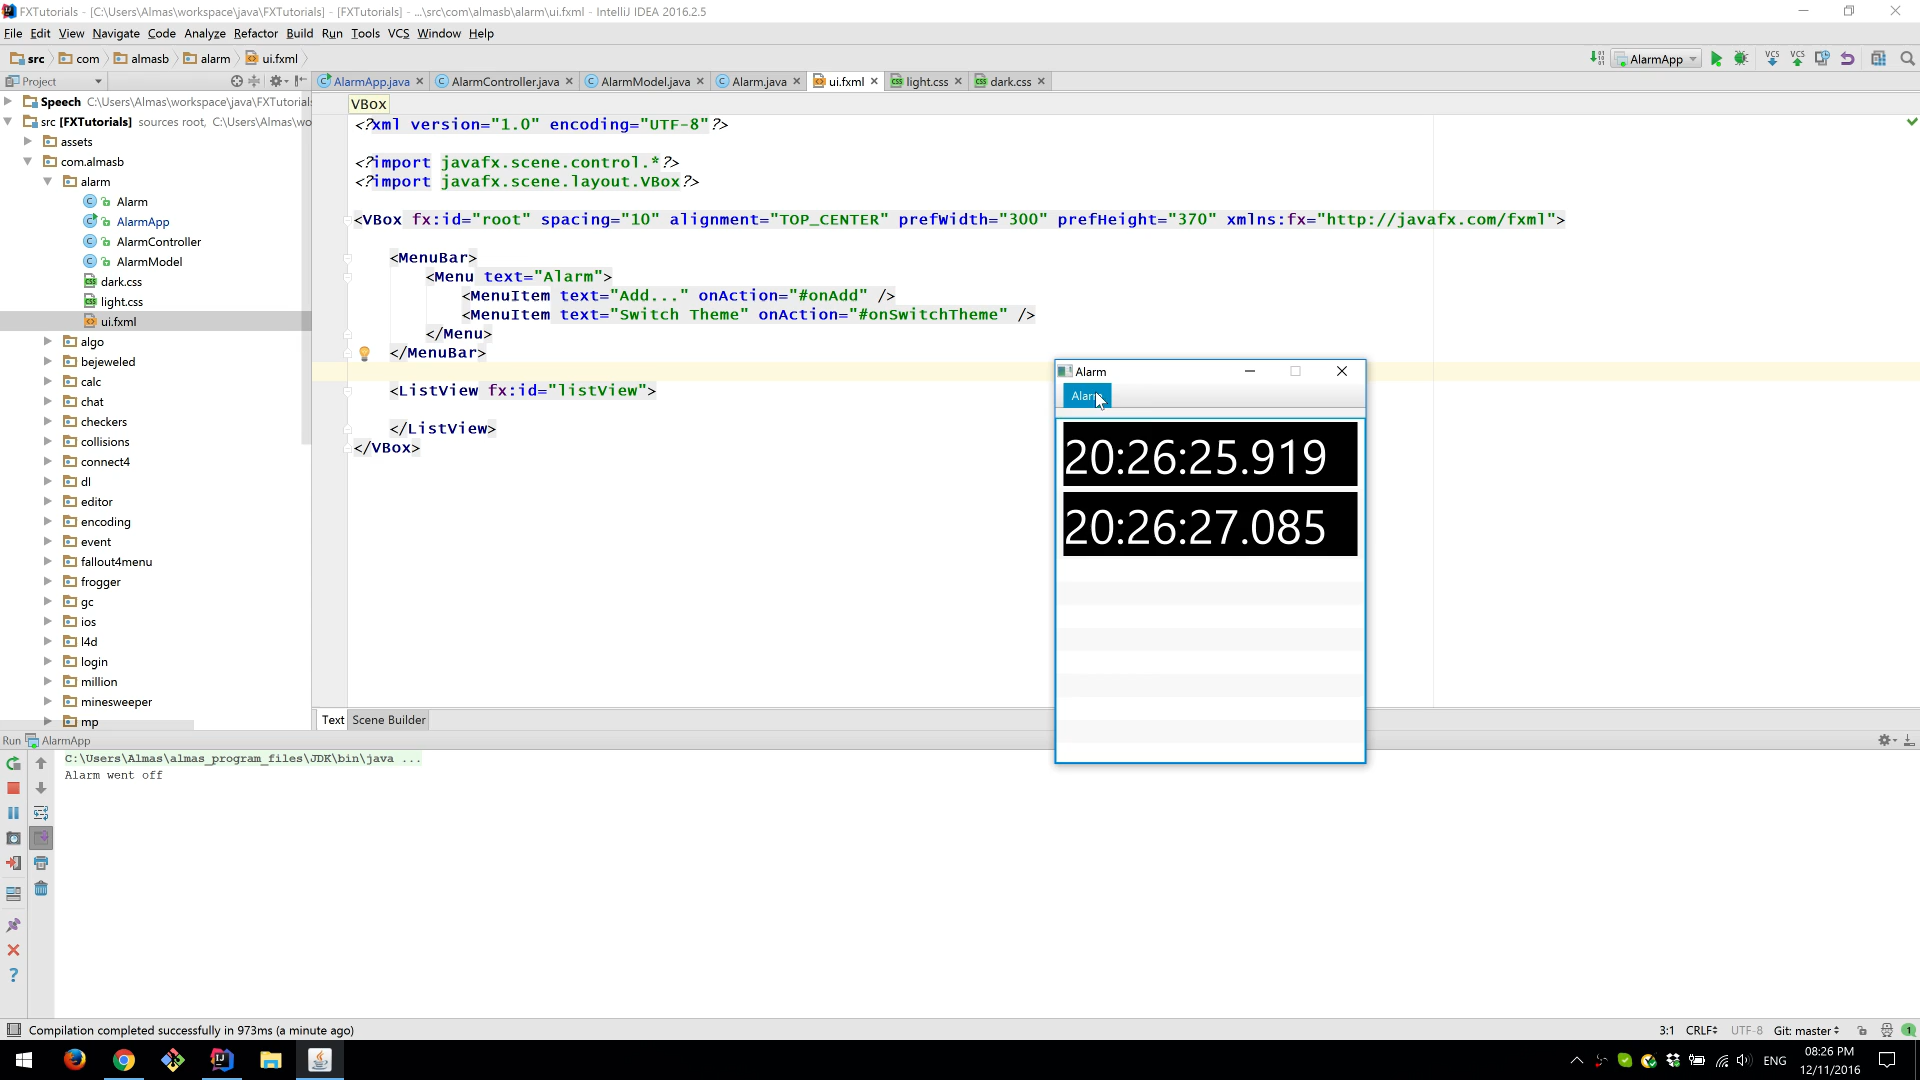 FXTutorials - [C:\Users\Almas\workspace\java\FXTutorials] - [FXTutorials] - ...\src\com\almasb\alarm\ui.fxml - IntelliJ IDEA 2016.2.5
File Edit View Navigate Code Analyze Refactor Build Run Tools VCS Window Help
src com almasb alarm ui.fxml
AlarmApp VCS VCS
Project
AlarmApp.java AlarmController.java AlarmModel.java Alarm.java ui.fxml light.css dark.css
Speech C:\Users\Almas\workspace\java\FXTutorial
src [FXTutorials] sources root, C:\Users\Almas\wo
assets
com.almasb
alarm
Alarm
AlarmApp
AlarmController
AlarmModel
dark.css
light.css
ui.fxml
algo
bejeweled
calc
chat
checkers
collisions
connect4
dl
editor
encoding
event
fallout4menu
frogger
gc
ios
l4d
login
million
minesweeper
mp
VBox
<?xml version="1.0" encoding="UTF-8"?>
<?import javafx.scene.control.*?>
<?import javafx.scene.layout.VBox?>
<VBox fx:id="root" spacing="10" alignment="TOP_CENTER" prefWidth="300" prefHeight="370" xmlns:fx="http://javafx.com/fxml">
<MenuBar>
<Menu text="Alarm">
<MenuItem text="Add..." onAction="#onAdd" />
<MenuItem text="Switch Theme" onAction="#onSwitchTheme" />
</Menu>
</MenuBar>
<ListView fx:id="listView">
</ListView>
</VBox>
Alarm
Alarm
20:26:25.919
20:26:27.085
Text Scene Builder
Run AlarmApp
C:\Users\Almas\almas_program_files\JDK\bin\java ...
Alarm went off
Compilation completed successfully in 973ms (a minute ago)
3:1 CRLF UTF-8 Git: master 1
ENG
08:26 PM
12/11/2016